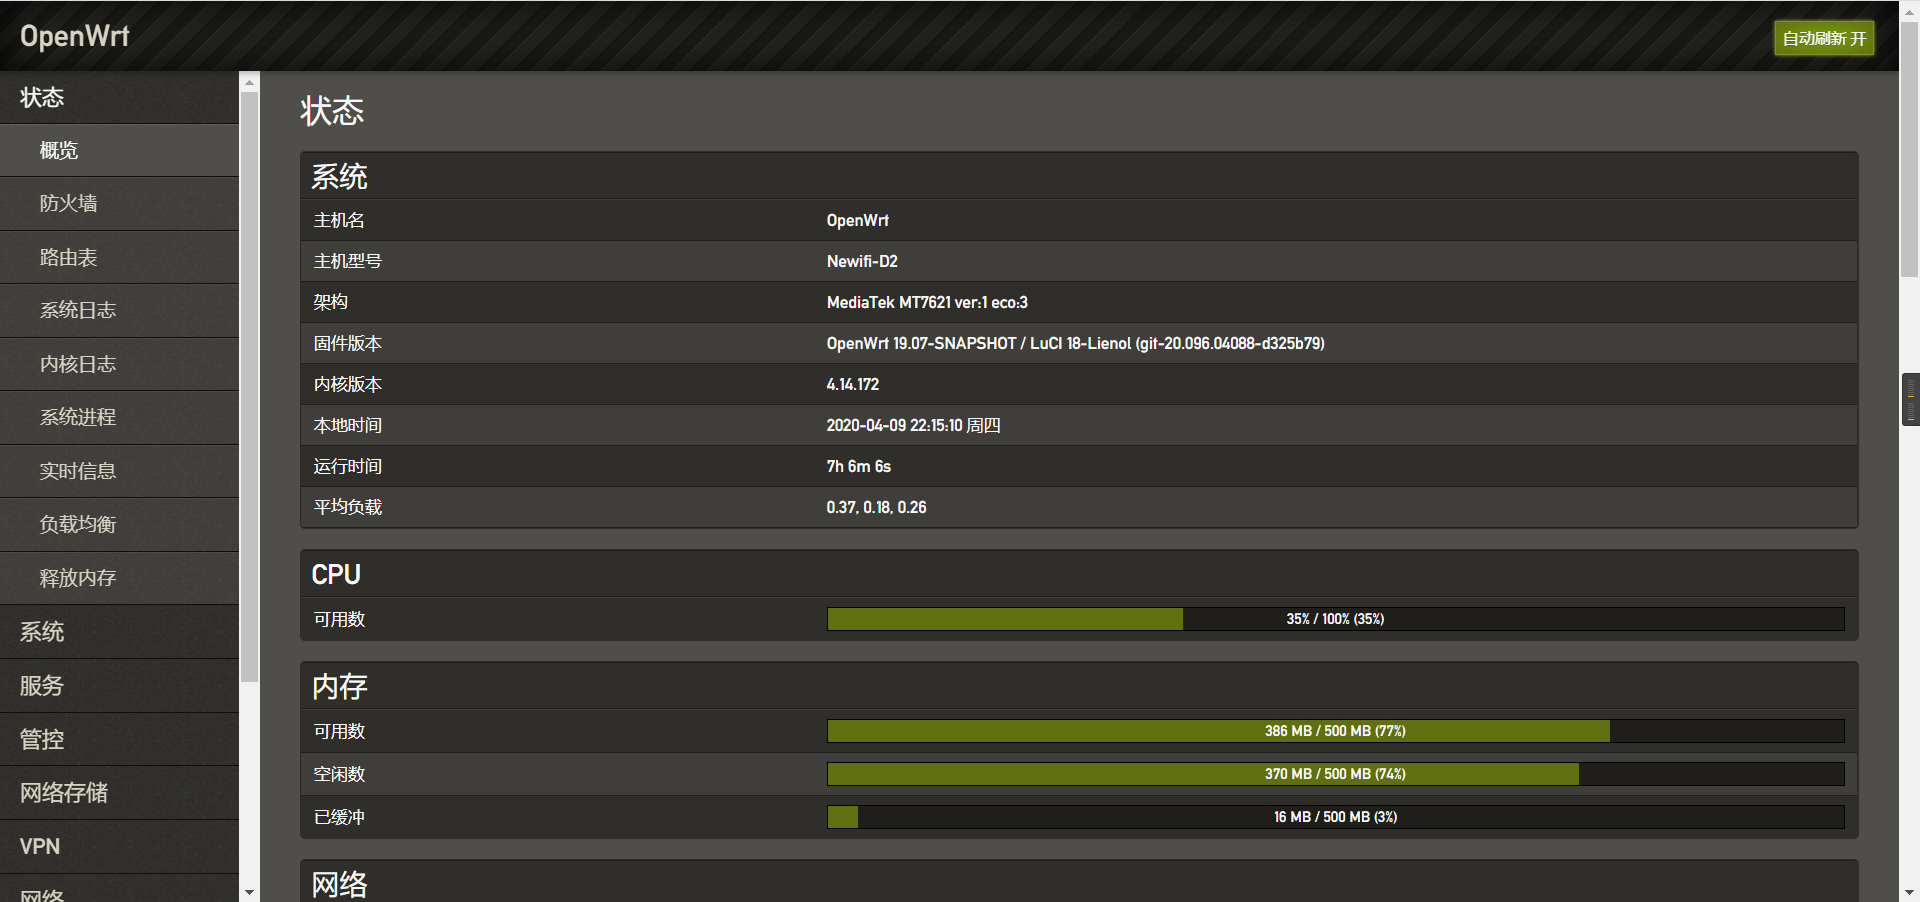 OpenWrt
自动刷新 开
状态
概览
防火墙
路由表
系统日志
内核日志
系统进程
实时信息
负载均衡
释放内存
系统
服务
管控
网络存储
VPN
网络
状态
系统
主机名 OpenWrt
主机型号 Newifi-D2
架构 MediaTek MT7621 ver:1 eco:3
固件版本 OpenWrt 19.07-SNAPSHOT / LuCI 18-Lienol (git-20.096.04088-d325b79)
内核版本 4.14.172
本地时间 2020-04-09 22:15:10 周四
运行时间 7h 6m 6s
平均负载 0.37, 0.18, 0.26
CPU
可用数 35% / 100% (35%)
内存
可用数 386 MB / 500 MB (77%)
空闲数 370 MB / 500 MB (74%)
已缓冲 16 MB / 500 MB (3%)
网络